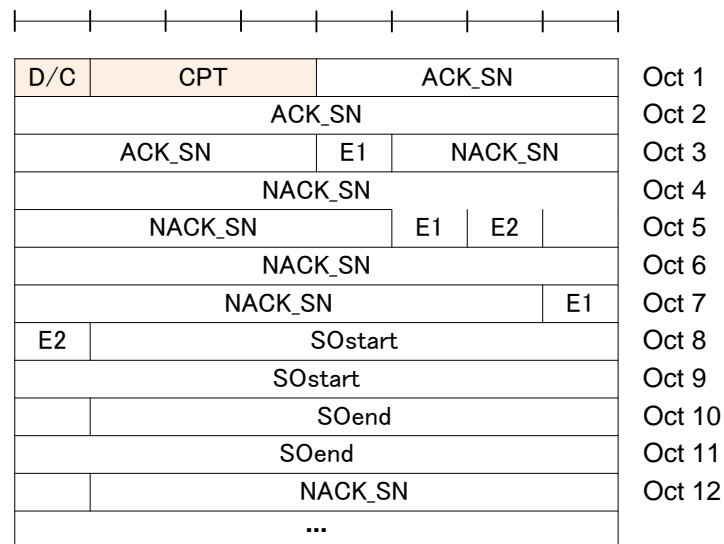 D/C CPT ACK_SN Oct 1
ACK_SN Oct 2
ACK_SN E1 NACK_SN Oct 3
NACK_SN Oct 4
NACK_SN E1 E2 Oct 5
NACK_SN Oct 6
NACK_SN E1 Oct 7
E2 SOstart Oct 8
SOstart Oct 9
SOend Oct 10
SOend Oct 11
NACK_SN Oct 12
...